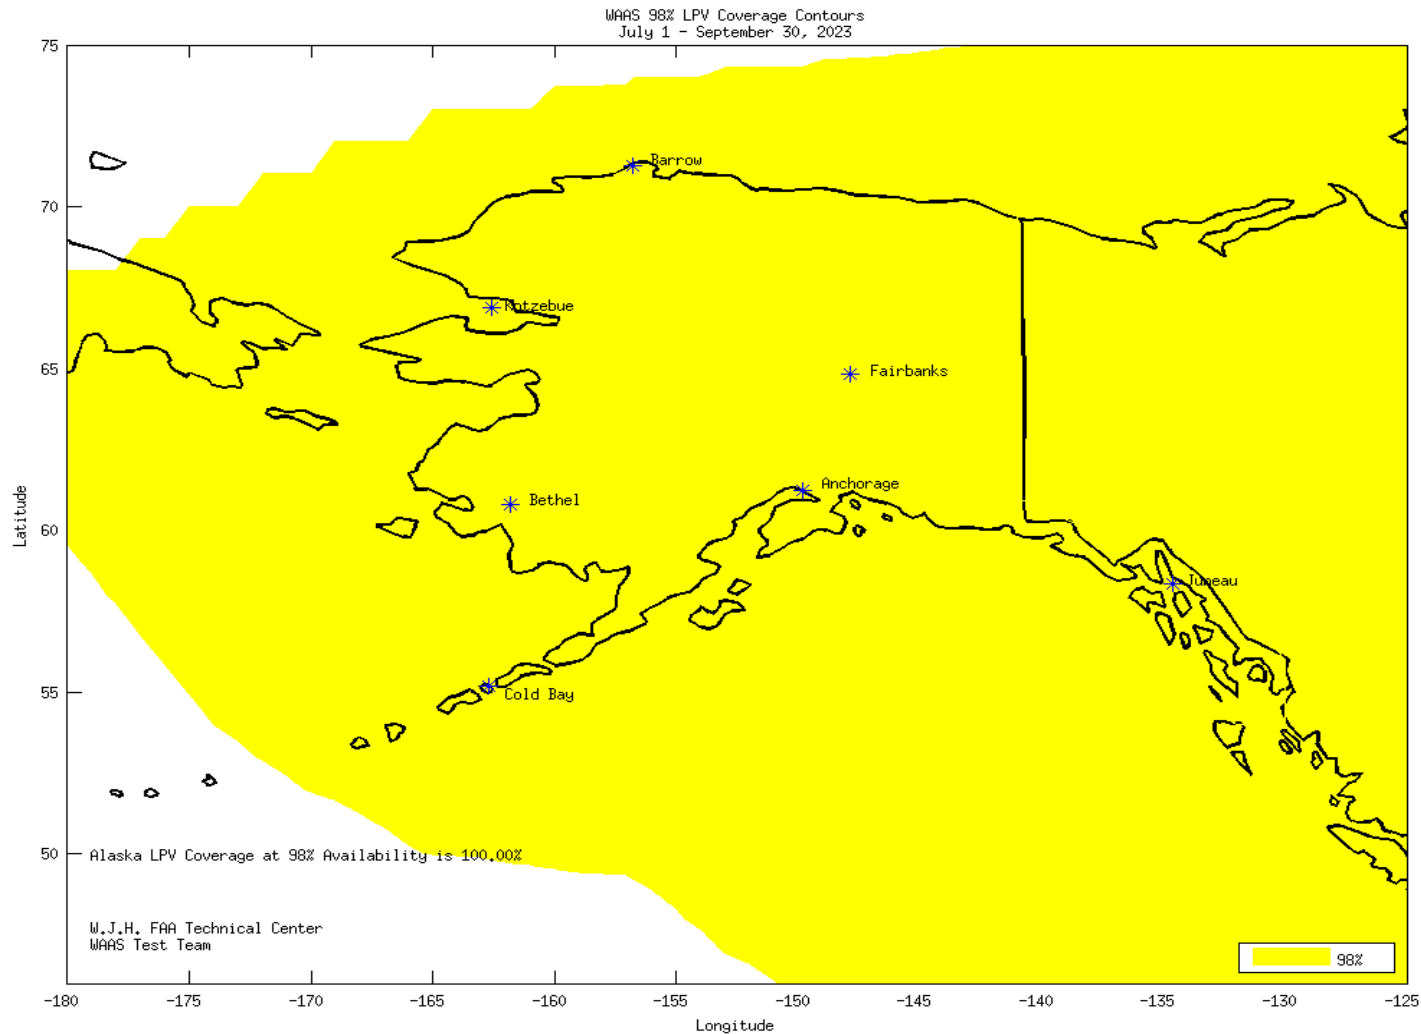 WAAS 98% LPV Coverage Contours
July 1 - September 30, 2023
75
70
65
60
55
50
Latitude
Barrow
Kotzebue
Fairbanks
Bethel
Anchorage
Juneau
Cold Bay
Alaska LPV Coverage at 98% Availability is 100.00%
W.J.H. FAA Technical Center
WAAS Test Team
98%
-180 -175 -170 -165 -160 -155 -150 -145 -140 -135 -130 -125
Longitude